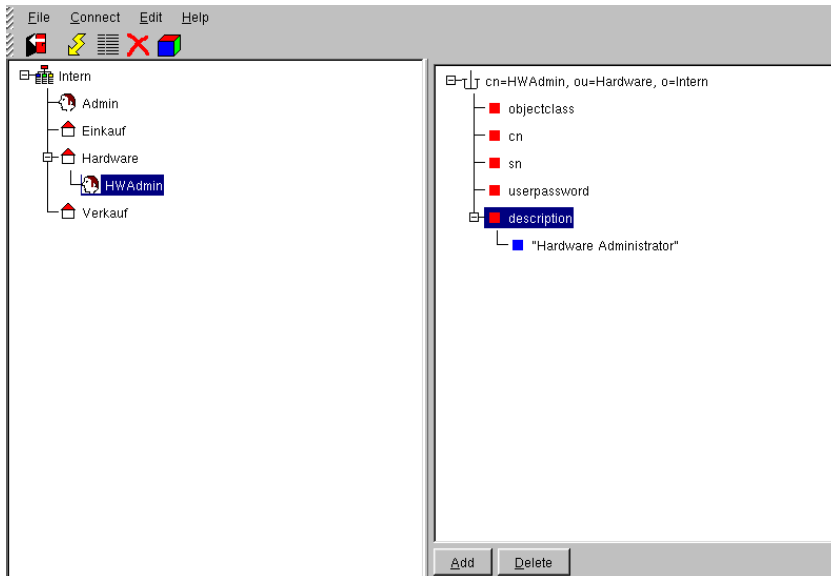 File Connect Edit Help
Intern
Admin
Einkauf
Hardware
HWAdmin
Verkauf
cn=HWAdmin, ou=Hardware, o=Intern
objectclass
cn
sn
userpassword
description
"Hardware Administrator"
Add Delete